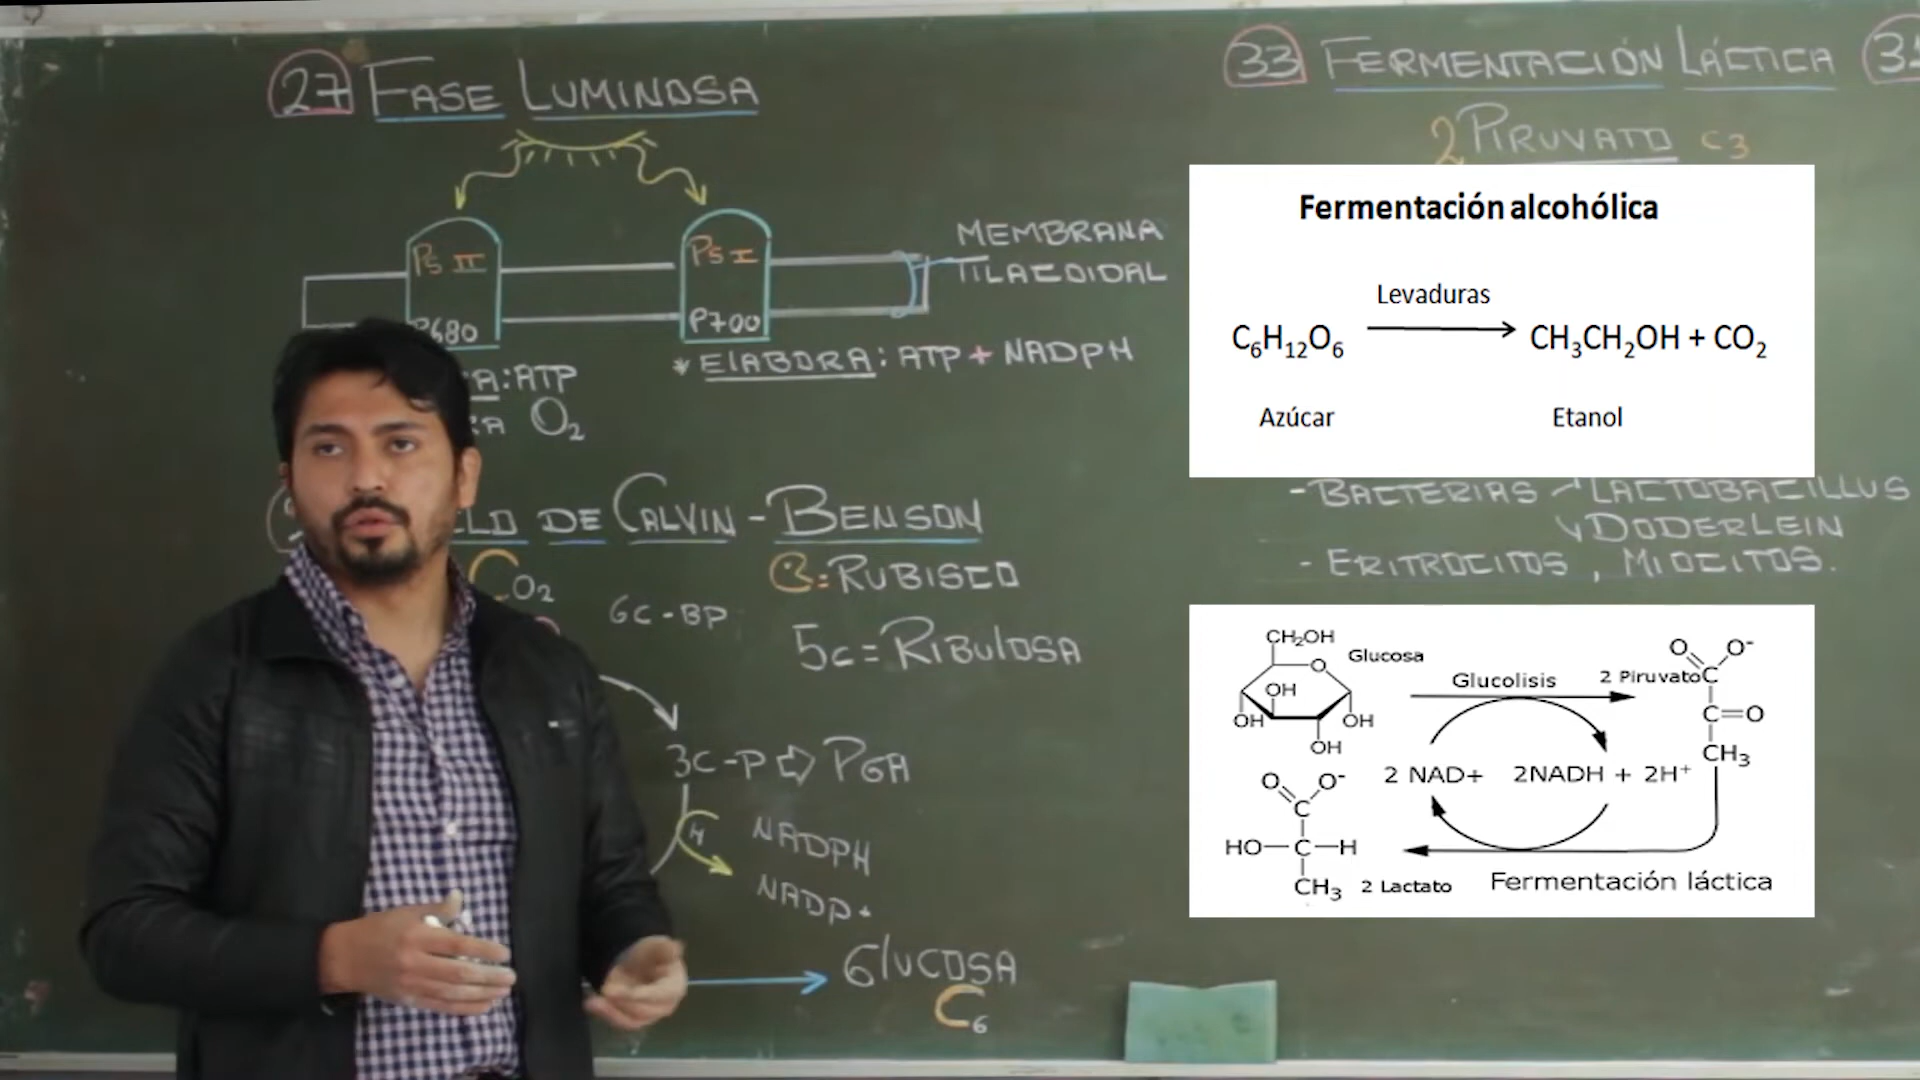 27 FASE LUMINOSA
PS II
PS I
P680
P700
MEMBRANA
TILACOIDAL
A: ATP
RA O2
* ELABORA: ATP + NADPH
DE CALVIN - BENSON
CO2
: RUBISCO
6C - BP
5C = RIBULOSA
3C - P ⇨ PGA
NADPH
NADP+
GLUCOSA
C6
33 FERMENTACIÓN LÁCTICA
2 PIRUVATO C3
Fermentación alcohólica
Levaduras
C6H12O6 → CH3CH2OH + CO2
Azúcar Etanol
- BACTERIAS LACTOBACILLUS
DODERLEIN
- ERITROCITOS, MIOCITOS.
CH2OH
O
Glucosa
OH
OH
OH
OH
Glucolisis
2 Piruvato
O O-
C
C=O
CH3
2 NAD+ 2NADH + 2H+
O O-
C
HO-C-H
CH3
2 Lactato
Fermentación láctica